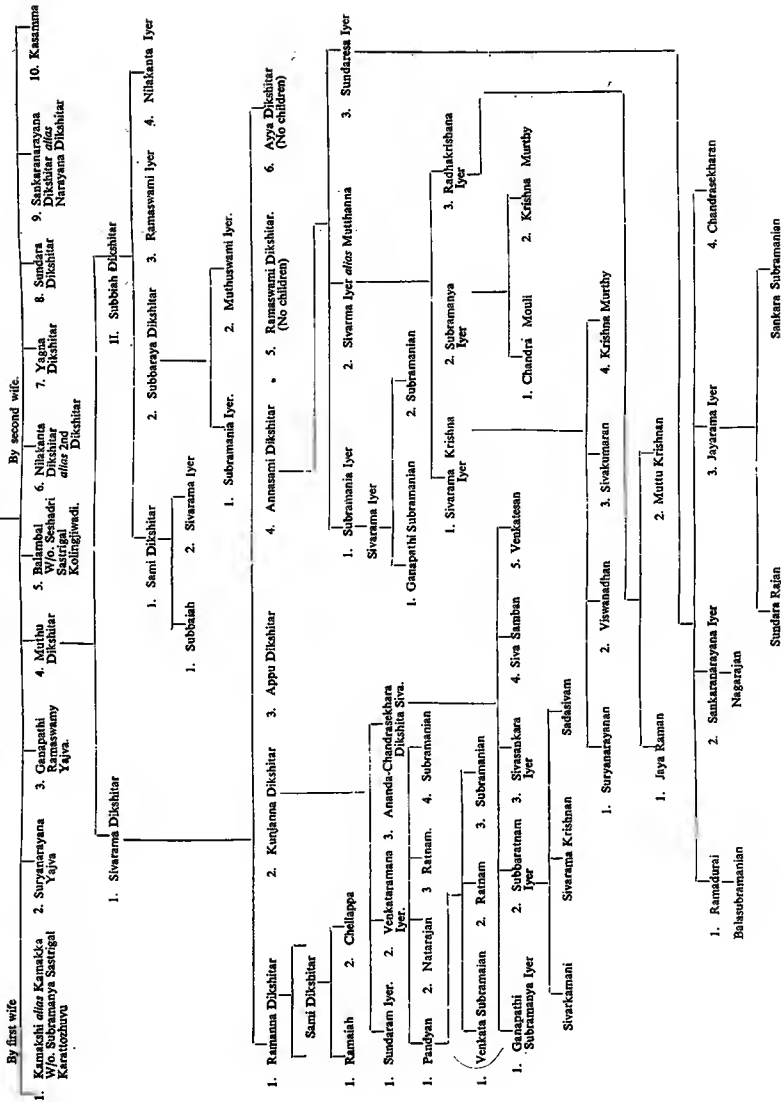 By first wife
By second wife.
1. Kamakshi alias Kamakka
W/o. Subramanya Sastrigal
Karattozhuvu
2. Suryanarayana
Yajva
3. Ganapathi
Ramaswamy
Yajva.
4. Muthu
Dikshitar
5. Balambal
W/o. Seshadri
Sastrigal
Kolingjiwadi.
6. Nilakanta
Dikshitar
alias 2nd
Dikshitar
7. Yagna
Dikshitar
8. Sundara
Dikshitar
9. Sankaranarayana
Dikshitar alias
Narayana Dikshitar
10. Kasamma
1. Sivarama Dikshitar
II. Subbiah Dikshitar
1. Sami Dikshitar
2. Subbaraya Dikshitar
3. Ramaswami Iyer
4. Nilakanta Iyer
1. Subbaiah
2. Sivarama Iyer
1. Subramania Iyer.
2. Muthuswami Iyer.
1. Ramanna Dikshitar
2. Kunjanna Dikshitar
3. Appu Dikshitar
4. Annasami Dikshitar
5. Ramaswami Dikshitar.
(No children)
6. Ayya Dikshitar
(No children)
Sami Dikshitar
1. Ramaiah
2. Chellappa
1. Subramania Iyer
Sivarama Iyer
2. Sivarma Iyer alias Mutthanna
3. Sundaresa Iyer
1. Sundaram Iyer.
2. Venkataramana
Iyer.
3. Ananda-Chandrasekhara
Dikshita Siva.
1. Ganapathi Subramanian
2. Subramanian
1. Pandyan
2. Natarajan
3 Ratnam.
4. Subramanian
1. Sivarama Krishna
Iyer
2. Subramanya
Iyer
3. Radhakrishana
Iyer
1. Venkata Subramaian
2. Ratnam
3. Subramanian
1. Chandra Mouli
2. Krishna Murthy
1. Ganapathi
Subramanya Iyer
2. Subbaratnam
Iyer
3. Sivasankara
Iyer
4. Siva Samban
5. Venkatesan
Sivarkamani
Sivarama Krishnan
Sadasivam
1. Suryanarayanan
2. Viswanadhan
3. Sivakumaran
4. Krishna Murthy
1. Jaya Raman
2. Muttu Krishnan
1. Ramadurai
Balasubramanian
2. Sankaranarayana Iyer
Nagarajan
3. Jayarama Iyer
4. Chandrasekharan
Sundara Rajan
Sankara Subramanian